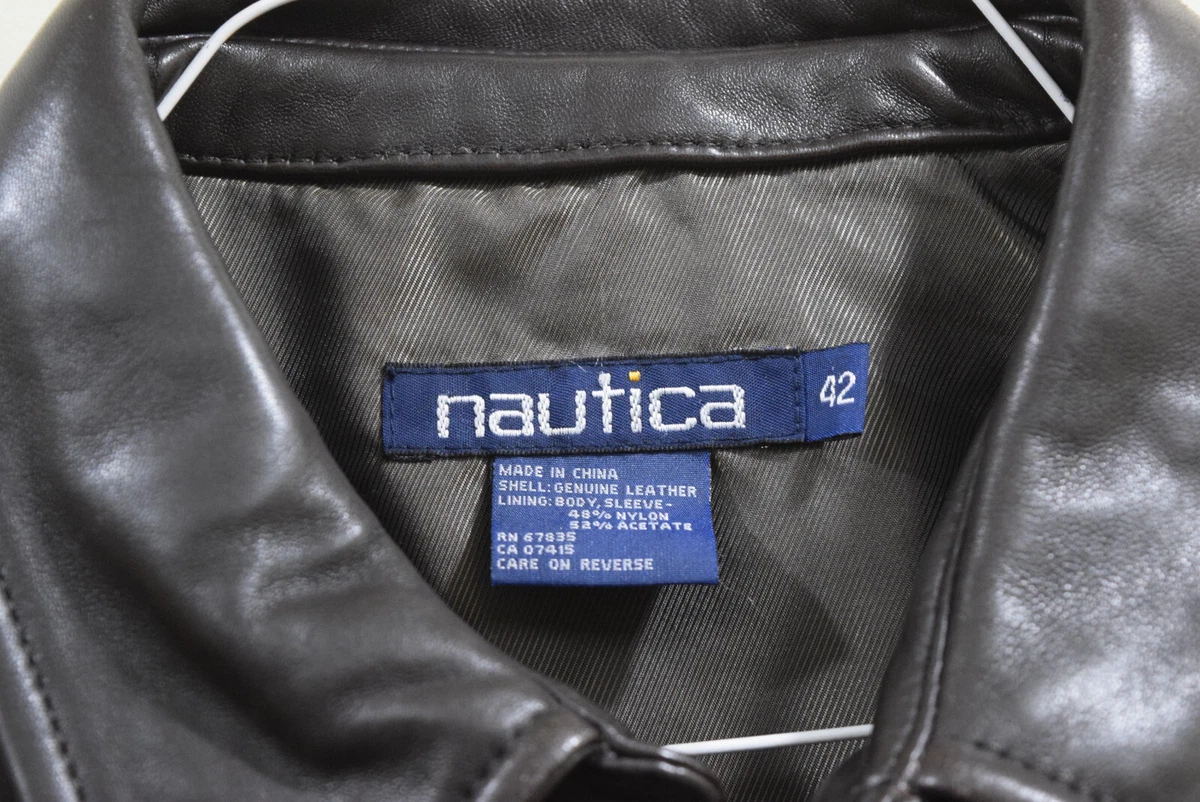 nautica
42
MADE IN CHINA
SHELL: GENUINE LEATHER
LINING: BODY, SLEEVE-
48% NYLON
52% ACETATE
RN 67835
CA 07415
CARE ON REVERSE